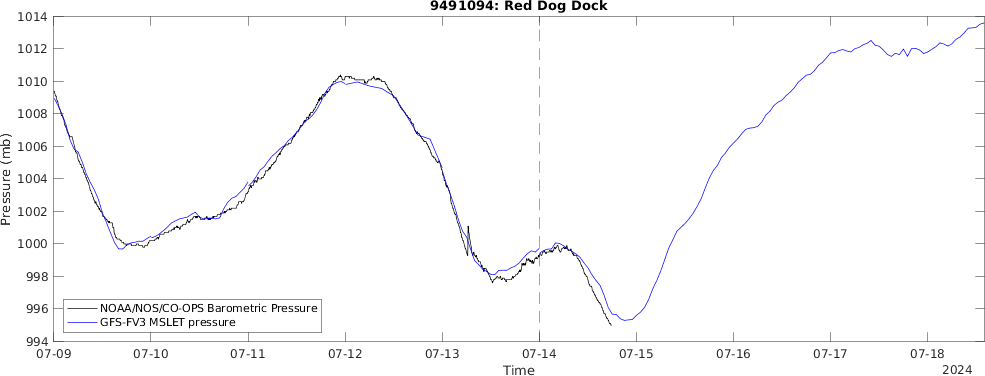 9491094: Red Dog Dock
1014
1012
1010
1008
1006
1004
1002
1000
998
996
994
Pressure (mb)
NOAA/NOS/CO-OPS Barometric Pressure
GFS-FV3 MSLET pressure
07-09 07-10 07-11 07-12 07-13 07-14 07-15 07-16 07-17 07-18
Time
2024